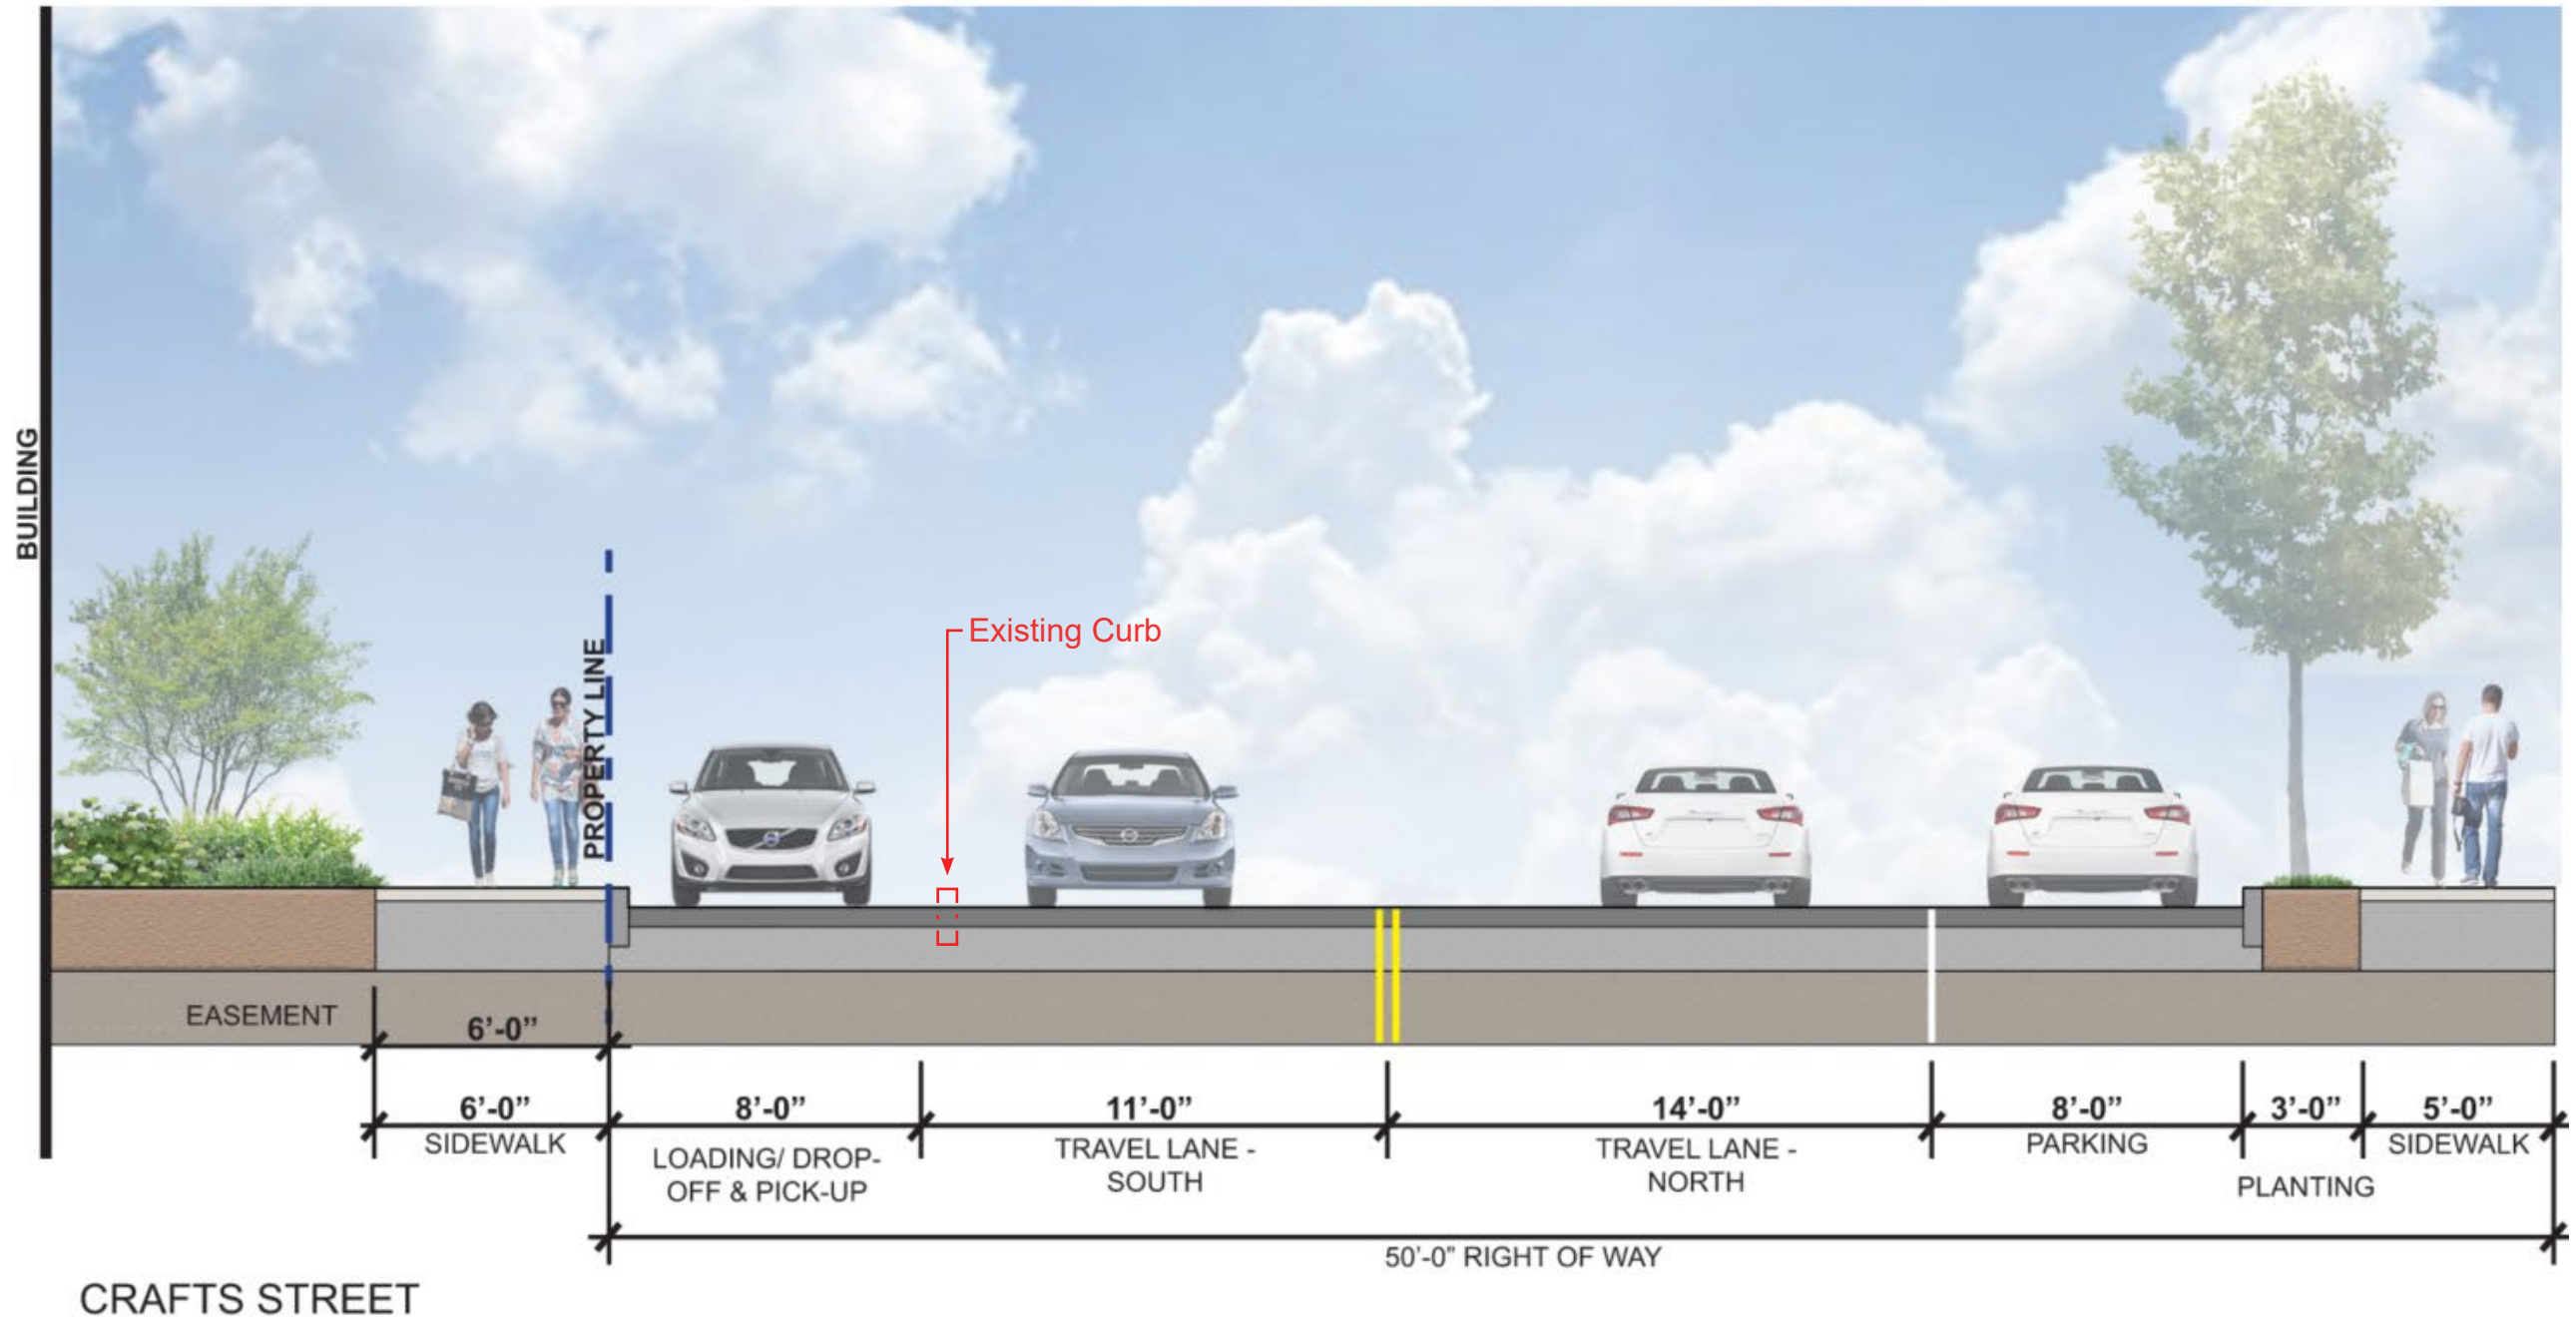 BUILDING
PROPERTY LINE
Existing Curb
EASEMENT
6’-0”
6’-0”
SIDEWALK
8’-0”
LOADING/ DROP-
OFF & PICK-UP
11’-0”
TRAVEL LANE -
SOUTH
14’-0”
TRAVEL LANE -
NORTH
8’-0”
PARKING
3’-0”
PLANTING
5’-0”
SIDEWALK
50’-0” RIGHT OF WAY
CRAFTS STREET